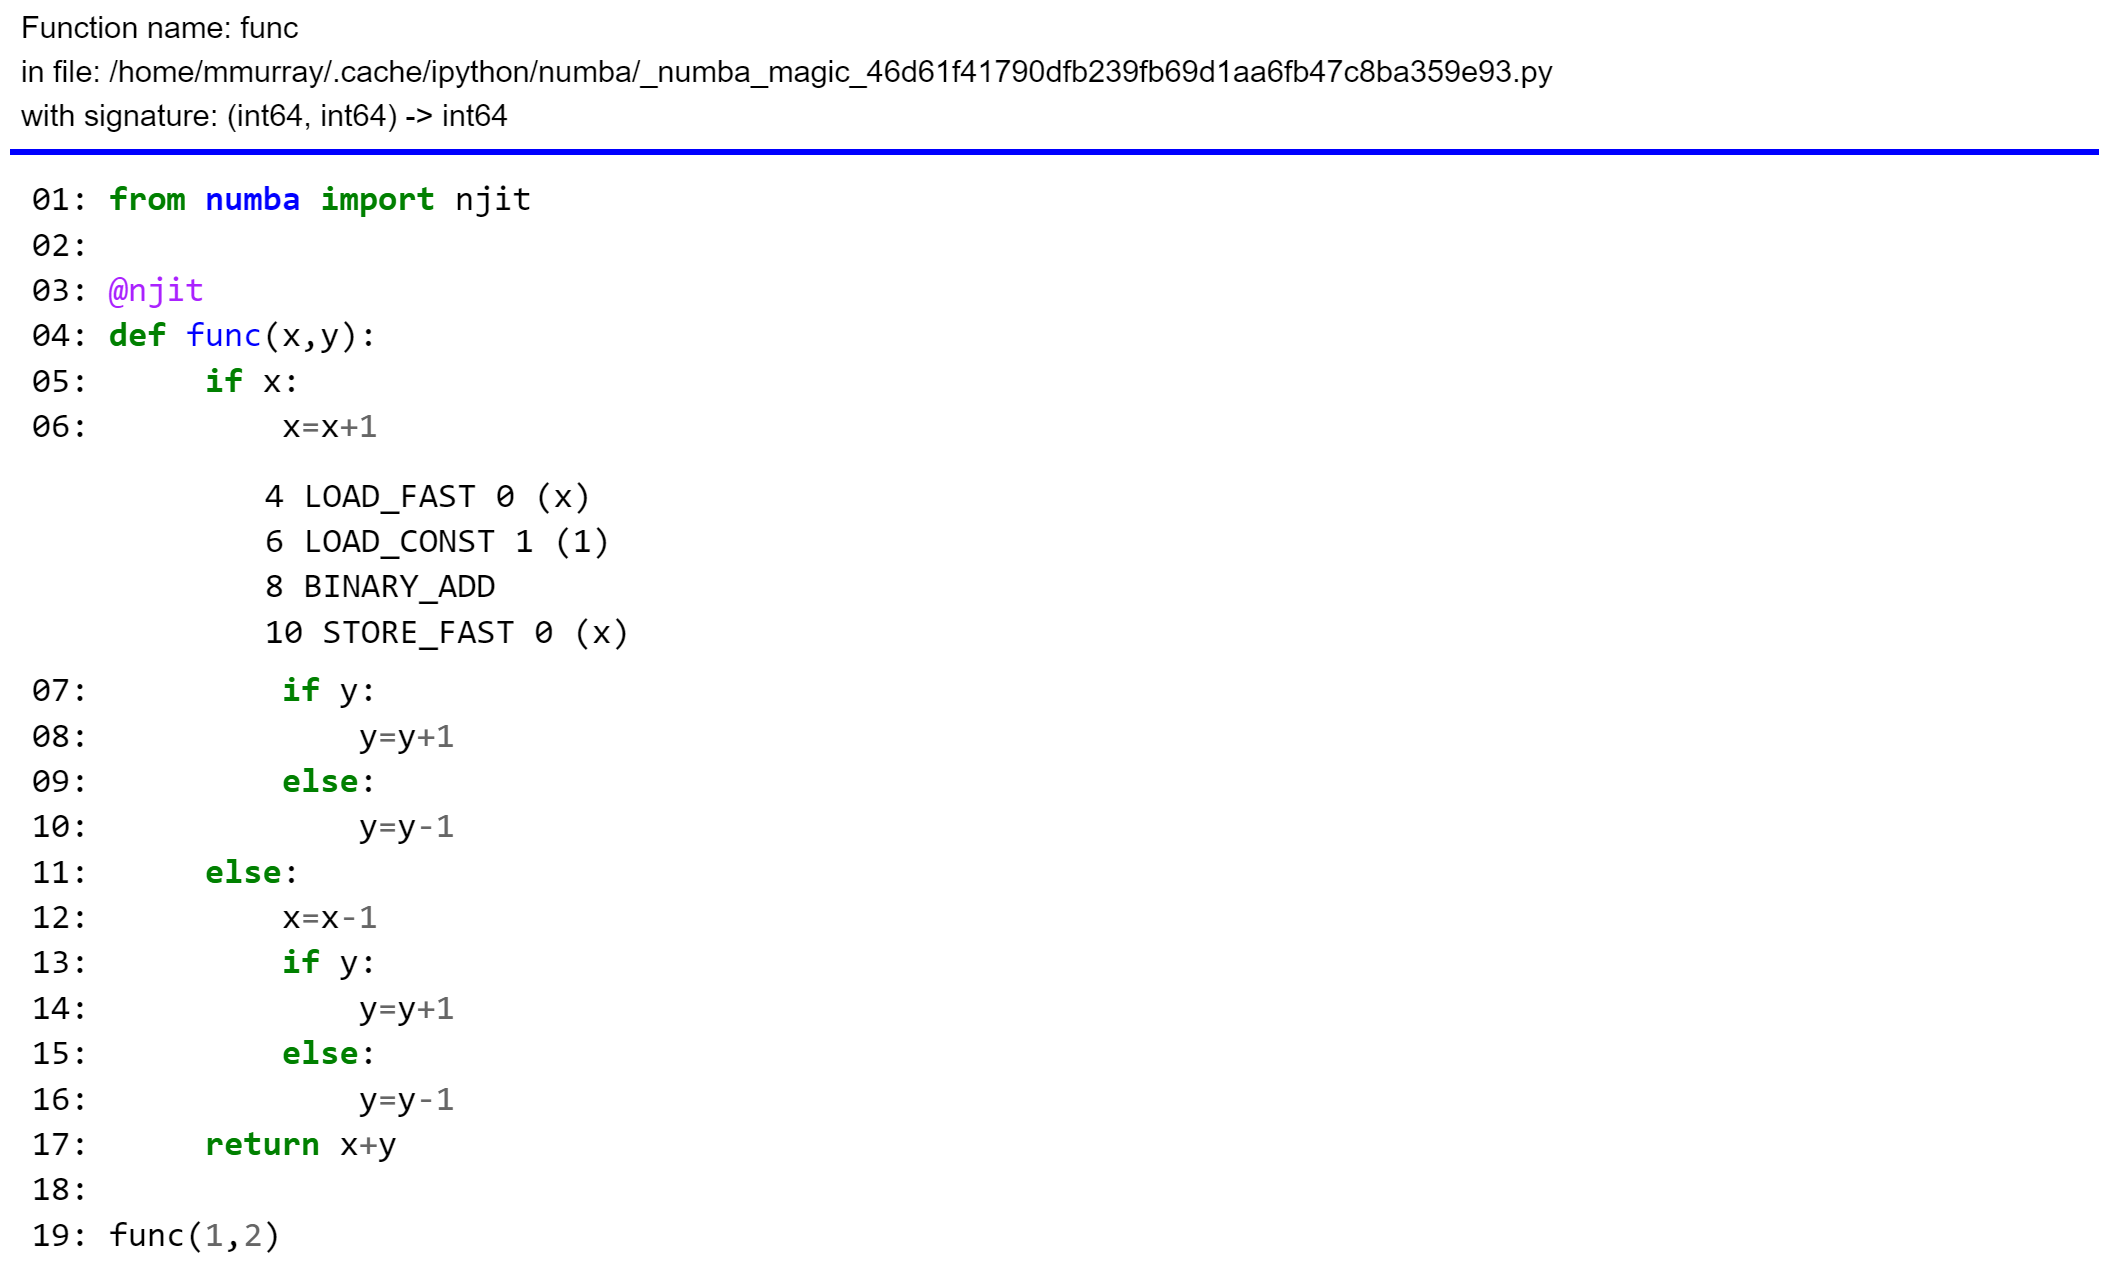 Function name: func
in file: /home/mmurray/.cache/ipython/numba/_numba_magic_46d61f41790dfb239fb69d1aa6fb47c8ba359e93.py
with signature: (int64, int64) -> int64
01: from numba import njit
02:
03: @njit
04: def func(x,y):
05:      if x:
06:          x=x+1
4 LOAD_FAST 0 (x)
6 LOAD_CONST 1 (1)
8 BINARY_ADD
10 STORE_FAST 0 (x)
07:          if y:
08:              y=y+1
09:          else:
10:              y=y-1
11:      else:
12:          x=x-1
13:          if y:
14:              y=y+1
15:          else:
16:              y=y-1
17:      return x+y
18:
19: func(1,2)